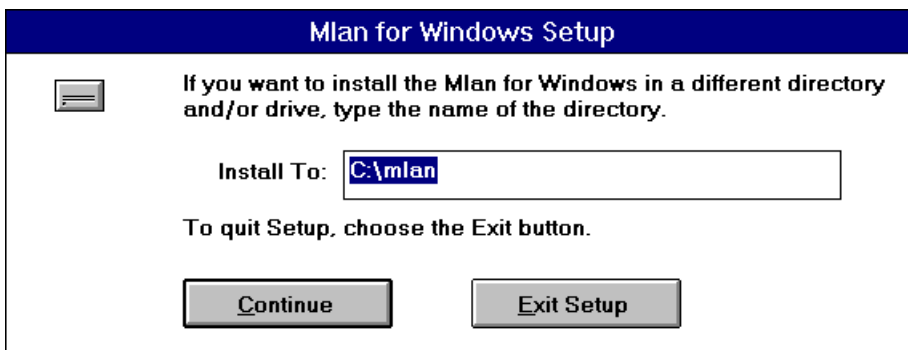 Mlan for Windows Setup
If you want to install the Mlan for Windows in a different directory
and/or drive, type the name of the directory.
Install To: C:\mlan
To quit Setup, choose the Exit button.
Continue Exit Setup